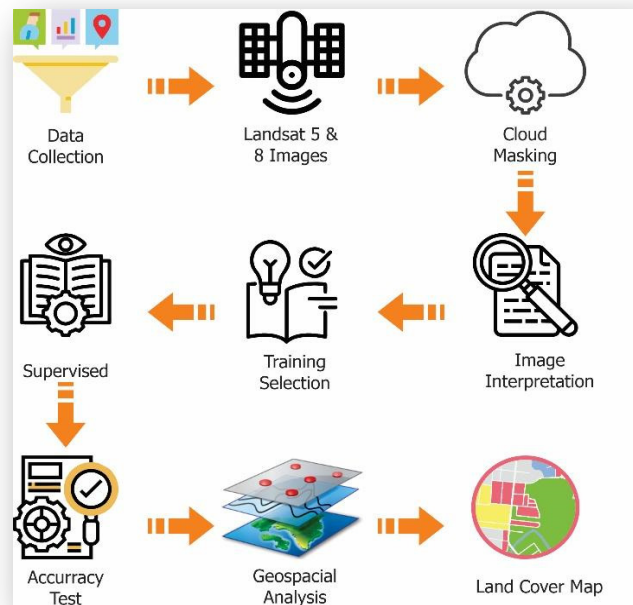 Data
Collection
Landsat 5 &
8 Images
Cloud
Masking
Image
Interpretation
Training
Selection
Supervised
Accurracy
Test
Geospacial
Analysis
Land Cover Map